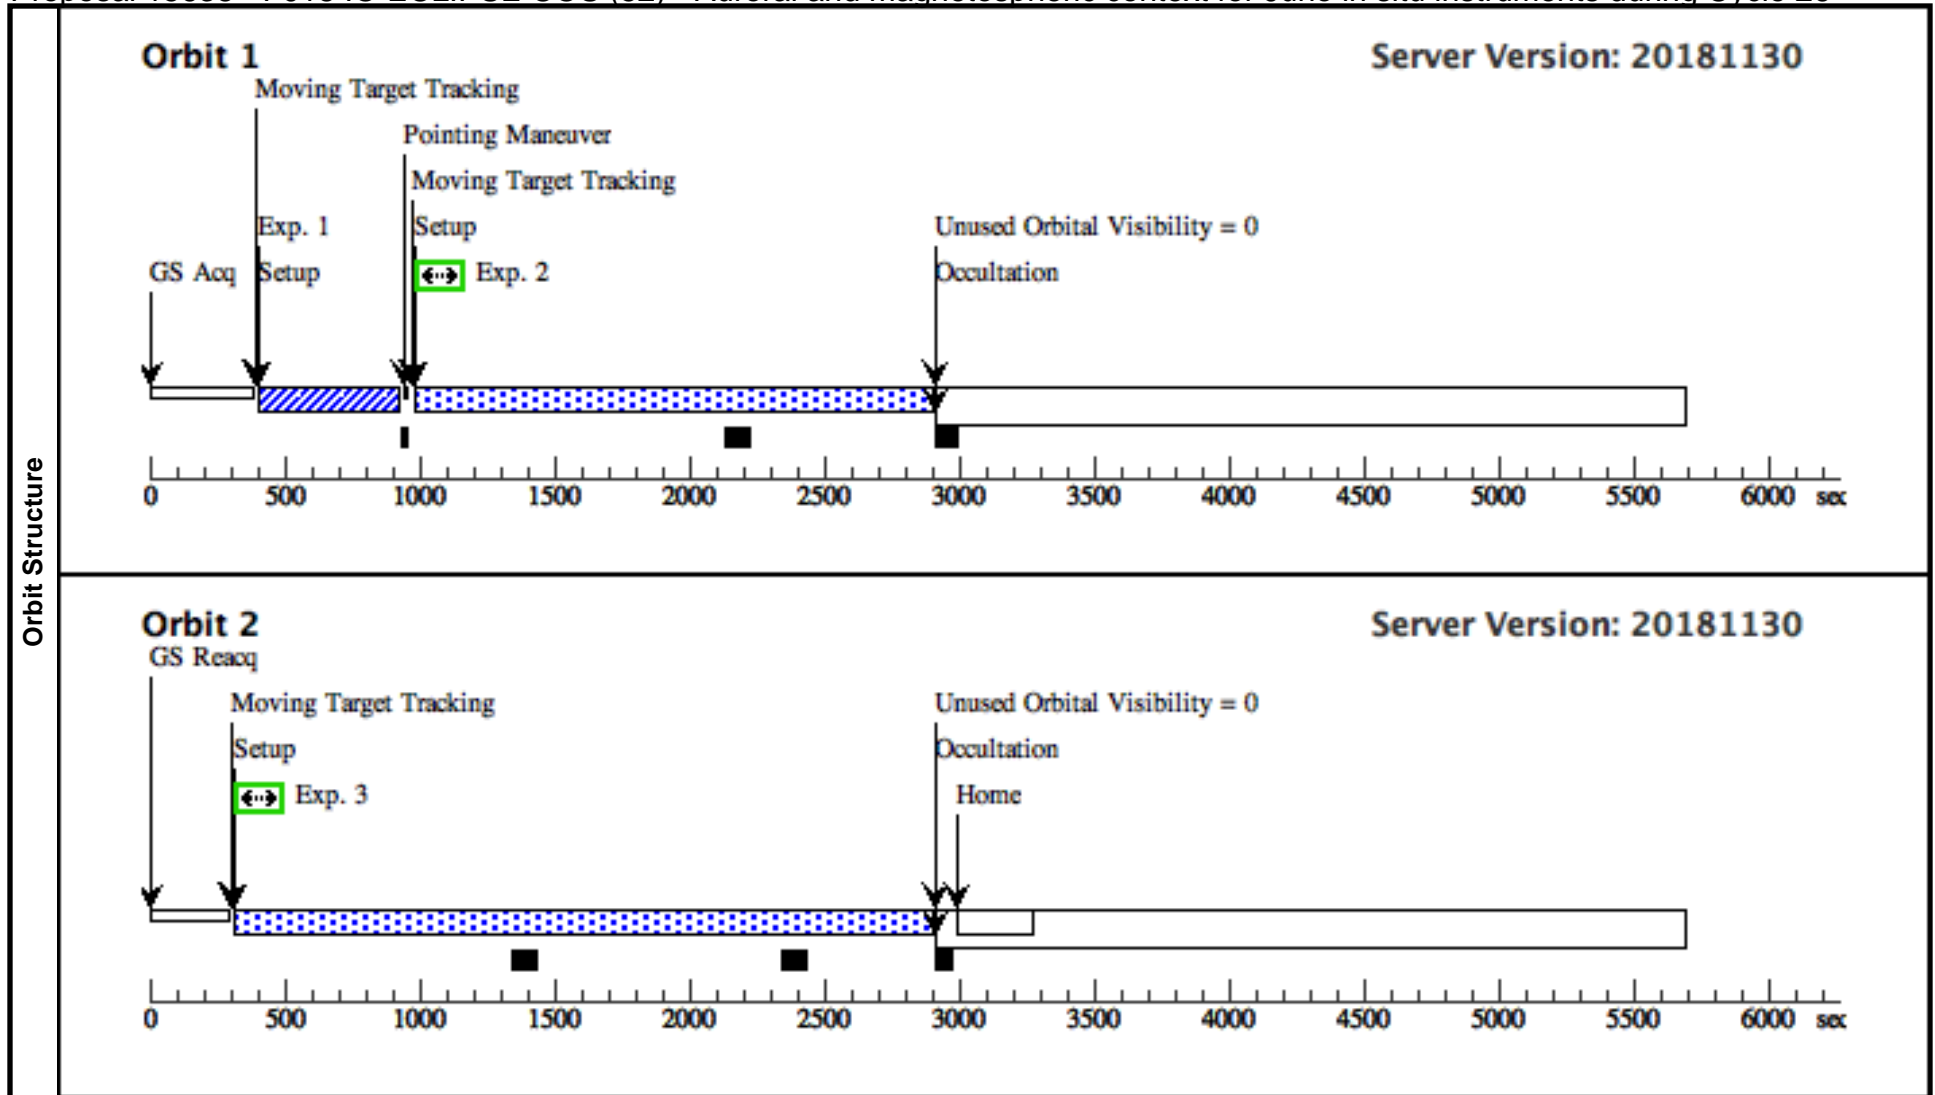 Orbit Structure
Orbit 1
Server Version: 20181130
Moving Target Tracking
Pointing Maneuver
Moving Target Tracking
Exp. 1
Setup
Unused Orbital Visibility = 0
GS Acq
Setup
Exp. 2
Occultation
0 500 1000 1500 2000 2500 3000 3500 4000 4500 5000 5500 6000 sec
Orbit 2
Server Version: 20181130
GS Reacq
Moving Target Tracking
Unused Orbital Visibility = 0
Setup
Occultation
Exp. 3
Home
0 500 1000 1500 2000 2500 3000 3500 4000 4500 5000 5500 6000 sec